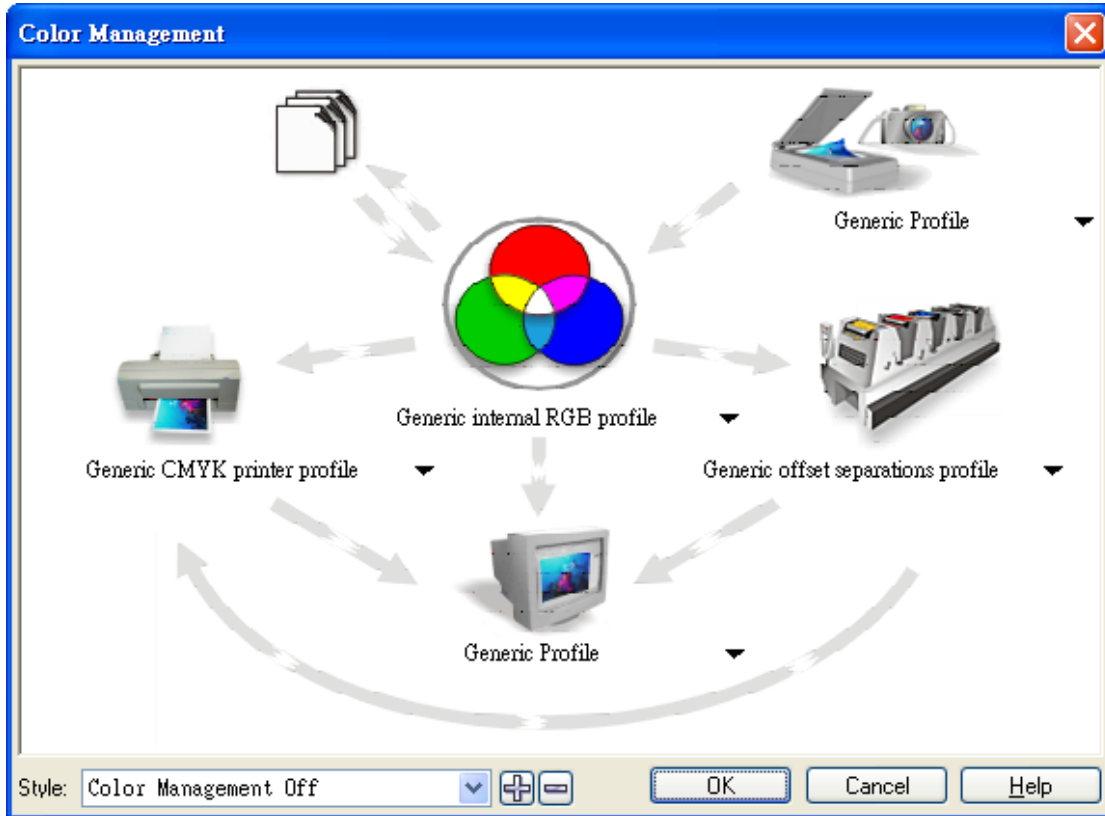 Color Management
Generic Profile
Generic internal RGB profile
Generic CMYK printer profile
Generic offset separations profile
Generic Profile
Style: Color Management Off OK Cancel Help